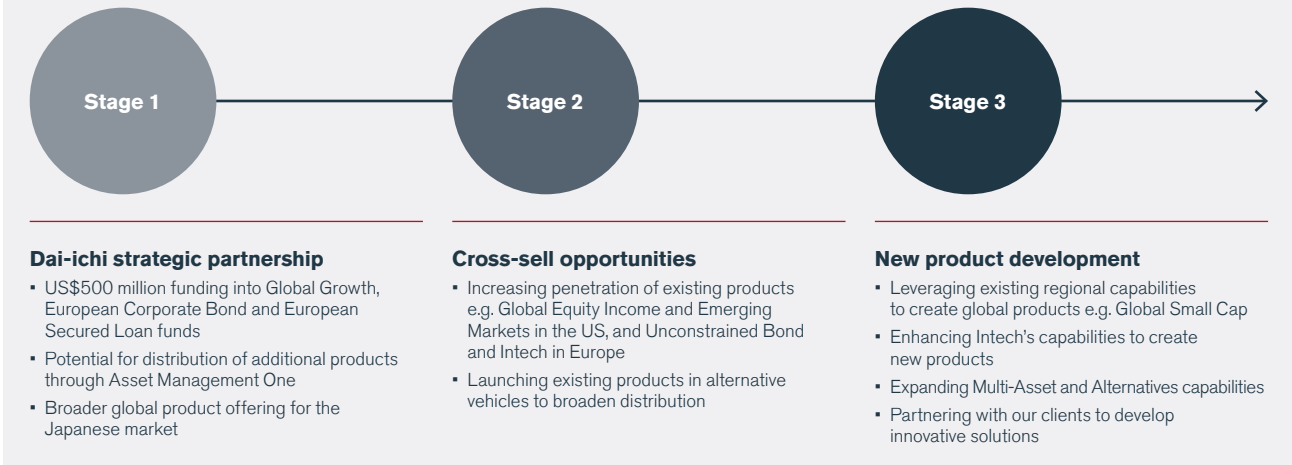 Stage 1
Stage 2
Stage 3
Dai-ichi strategic partnership
▪ US$500 million funding into Global Growth,
European Corporate Bond and European
Secured Loan funds
▪ Potential for distribution of additional products
through Asset Management One
▪ Broader global product offering for the
Japanese market
Cross-sell opportunities
▪ Increasing penetration of existing products
e.g. Global Equity Income and Emerging
Markets in the US, and Unconstrained Bond
and Intech in Europe
▪ Launching existing products in alternative
vehicles to broaden distribution
New product development
▪ Leveraging existing regional capabilities
to create global products e.g. Global Small Cap
▪ Enhancing Intech's capabilities to create
new products
▪ Expanding Multi-Asset and Alternatives capabilities
▪ Partnering with our clients to develop
innovative solutions